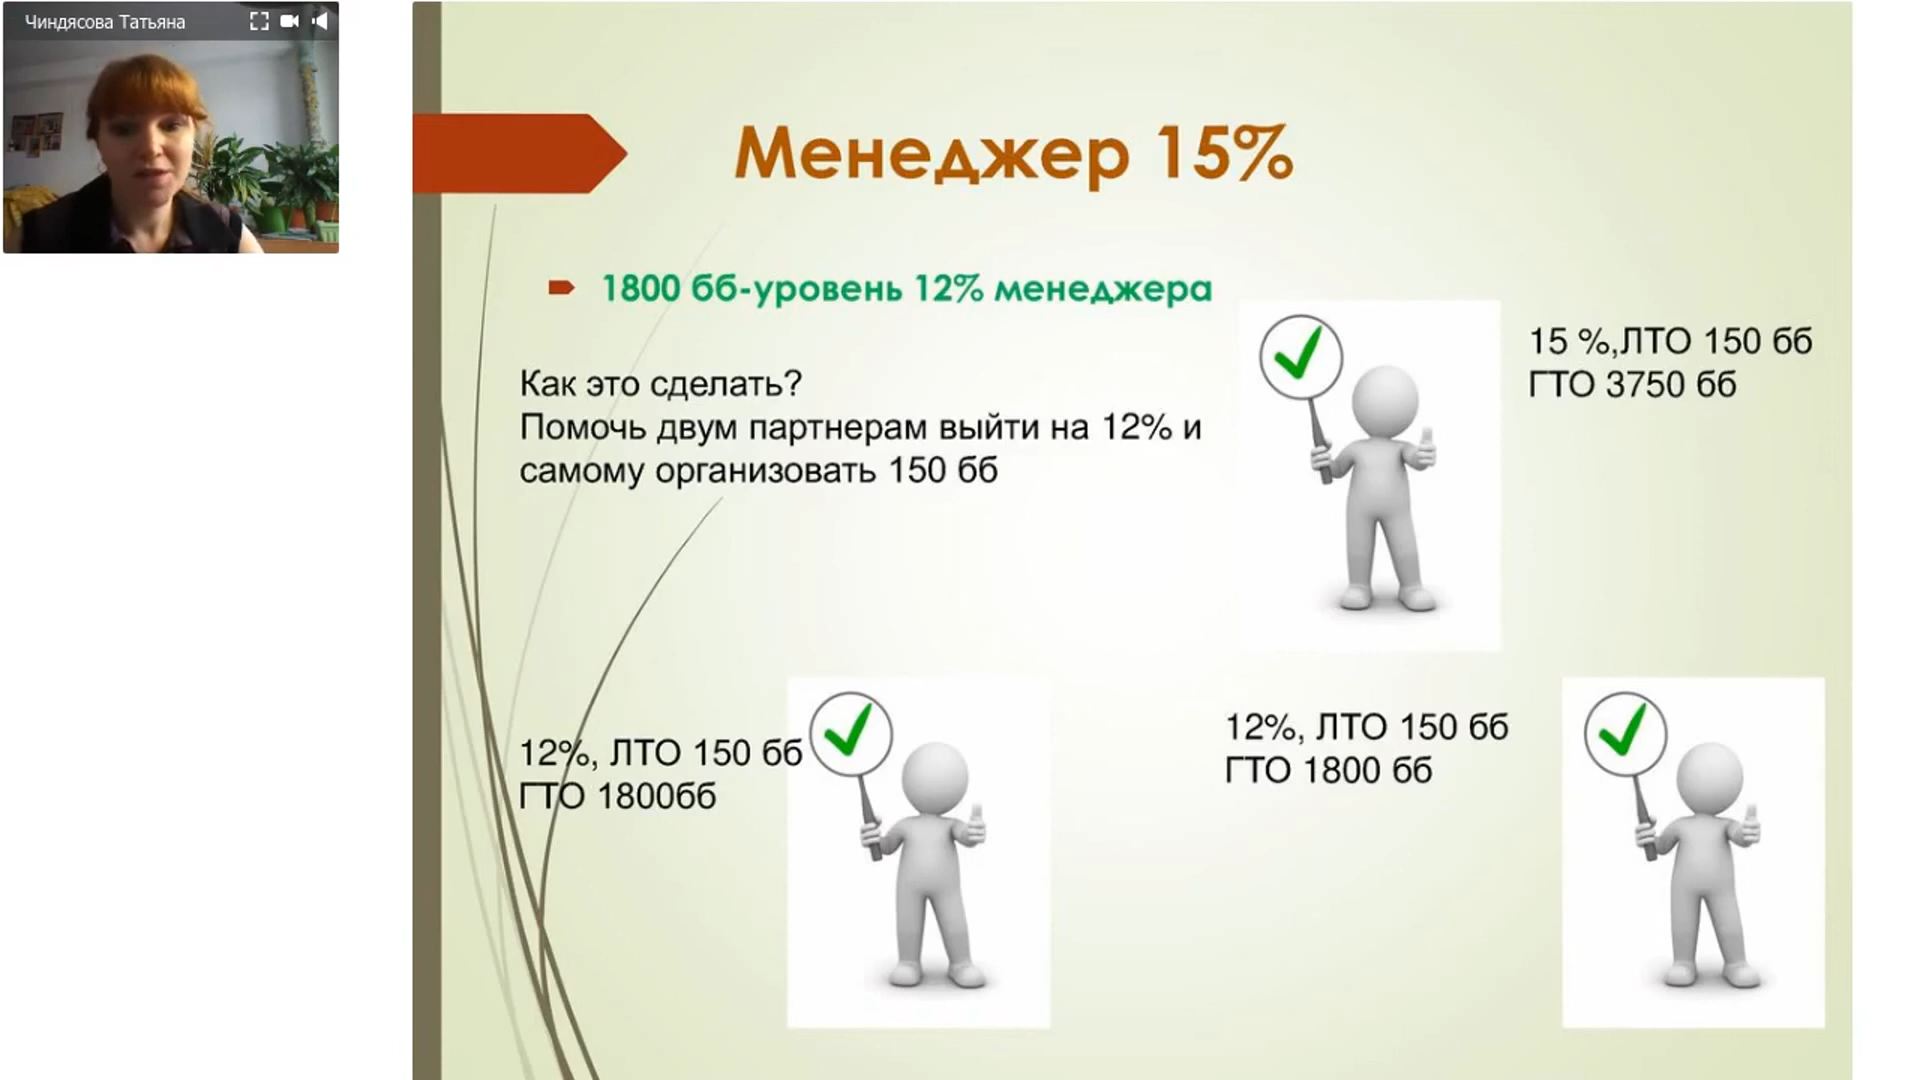 Чиндясова Татьяна
Менеджер 15%
1800 бб-уровень 12% менеджера
Как это сделать?
Помочь двум партнерам выйти на 12% и
самому организовать 150 бб
15 %,ЛТО 150 бб
ГТО 3750 бб
12%, ЛТО 150 бб
ГТО 1800бб
12%, ЛТО 150 бб
ГТО 1800 бб